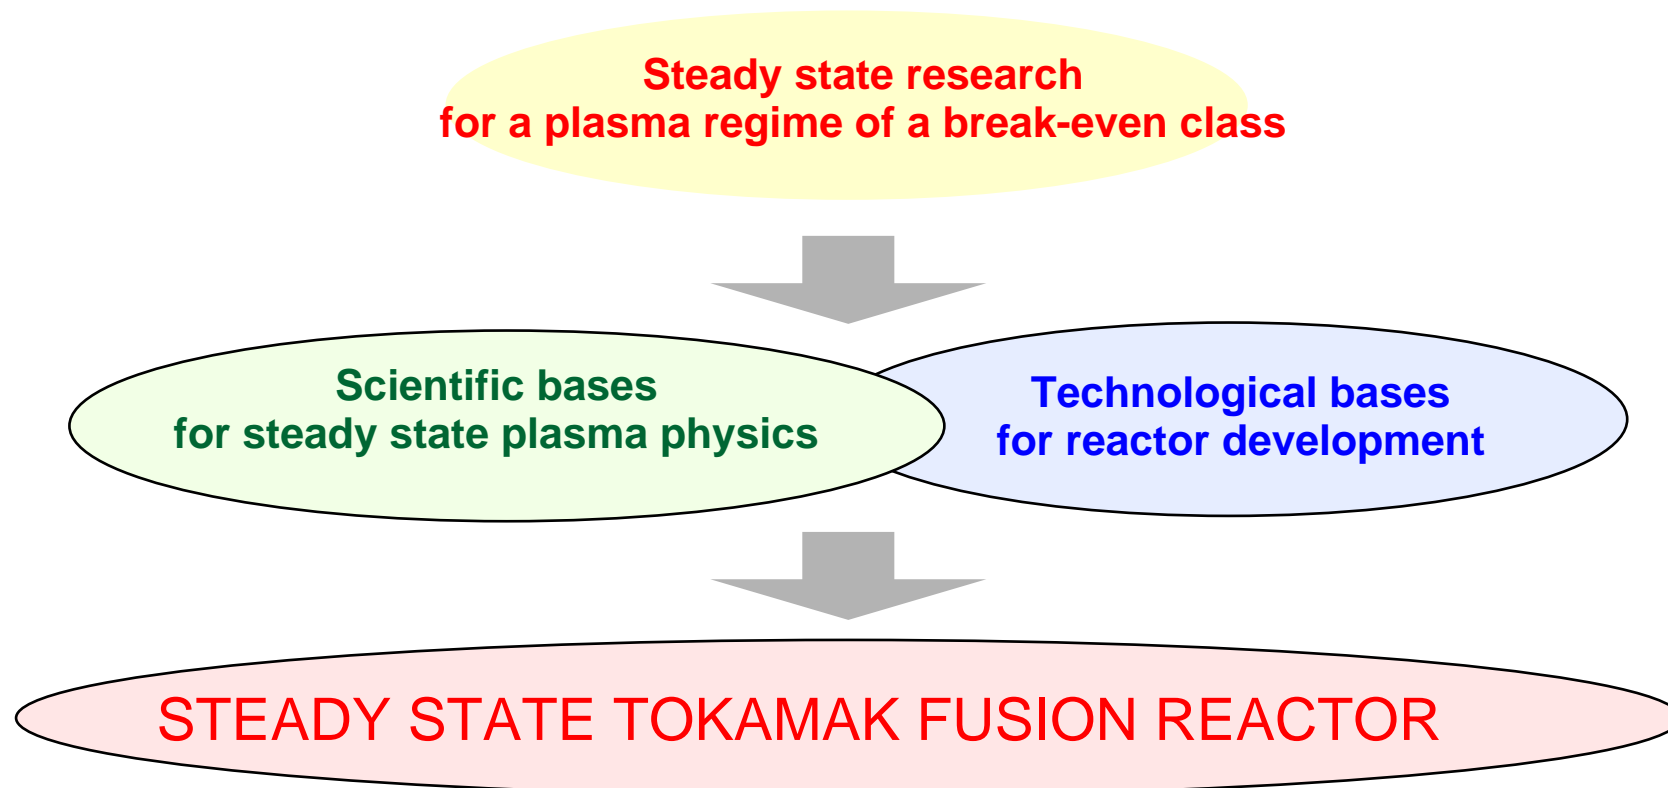 Steady state research
for a plasma regime of a break-even class
Scientific bases
for steady state plasma physics
Technological bases
for reactor development
STEADY STATE TOKAMAK FUSION REACTOR